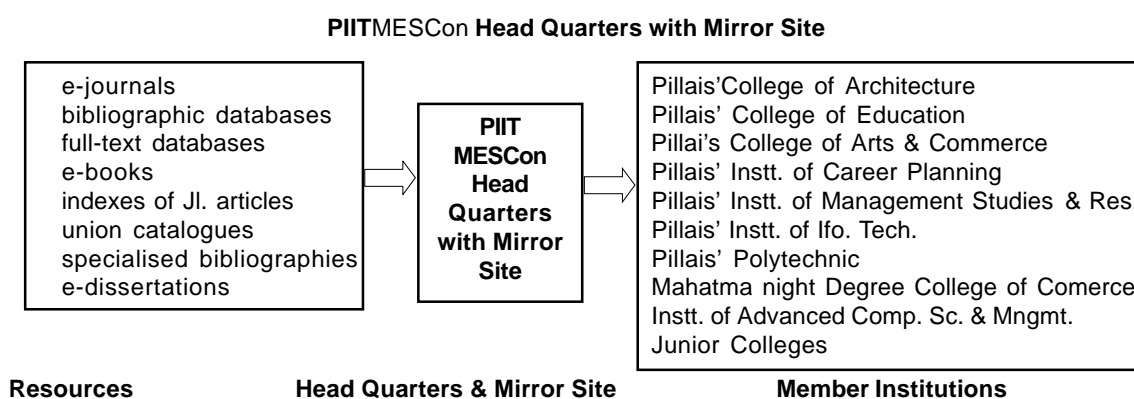 PIITMESCon Head Quarters with Mirror Site
e-journals
bibliographic databases
full-text databases
e-books
indexes of Jl. articles
union catalogues
specialised bibliographies
e-dissertations
PIIT
MESCon
Head
Quarters
with Mirror
Site
Pillais'College of Architecture
Pillais' College of Education
Pillai's College of Arts & Commerce
Pillais' Instt. of Career Planning
Pillais' Instt. of Management Studies & Res
Pillais' Instt. of Ifo. Tech.
Pillais' Polytechnic
Mahatma night Degree College of Comerce
Instt. of Advanced Comp. Sc. & Mngmt.
Junior Colleges
Resources
Head Quarters & Mirror Site
Member Institutions